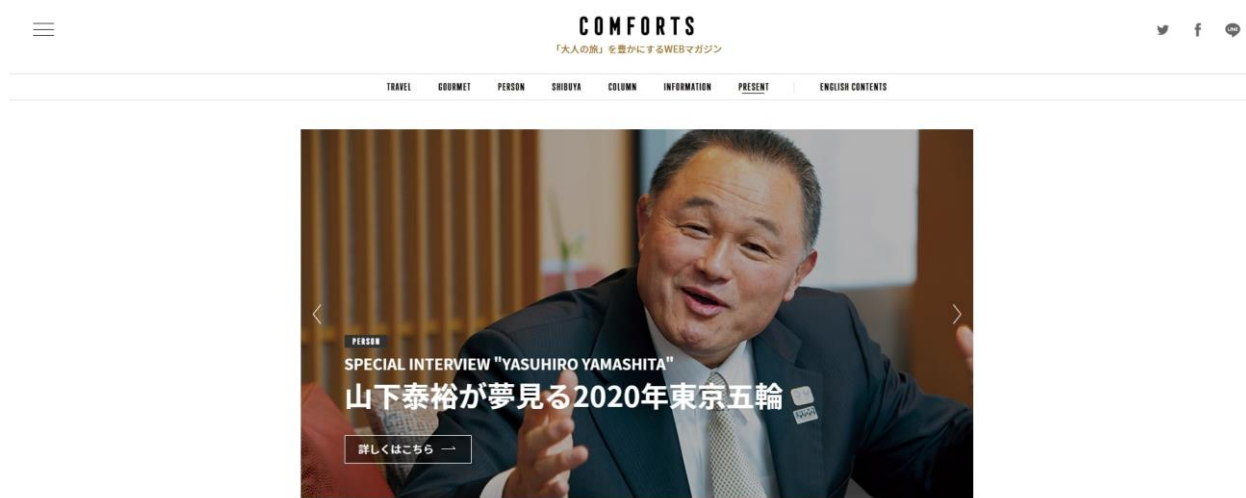 COMFORTS
「大人の旅」を豊かにするWEBマガジン
LINE
TRAVEL GOURMET PERSON SHIBUYA COLUMN INFORMATION PRESENT ENGLISH CONTENTS
PERSON
SPECIAL INTERVIEW "YASUHIRO YAMASHITA"
山下泰裕が夢見る2020年東京五輪
詳しくはこちら